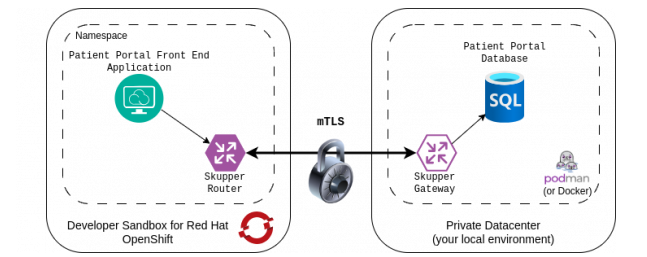 Namespace
Patient Portal Front End
Application
Skupper
Router
Developer Sandbox for Red Hat
OpenShift
mTLS
Patient Portal
Database
SQL
Skupper
Gateway
podman
(or Docker)
Private Datacenter
(your local environment)